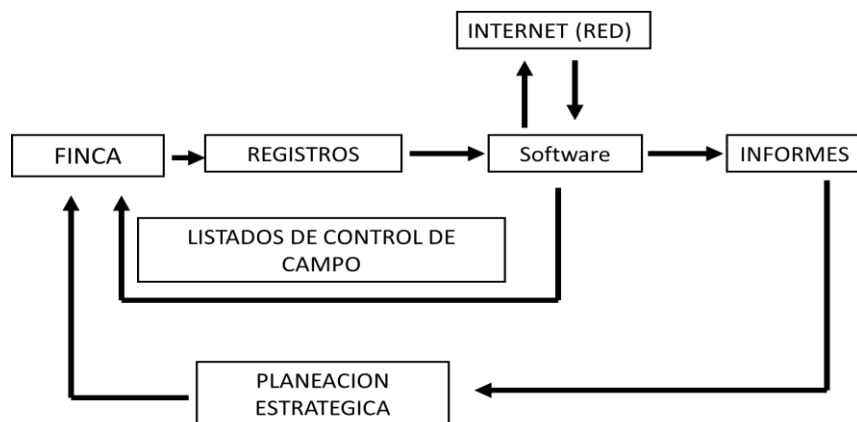 INTERNET (RED)
FINCA
REGISTROS
Software
INFORMES
LISTADOS DE CONTROL DE
CAMPO
PLANEACION
ESTRATEGICA